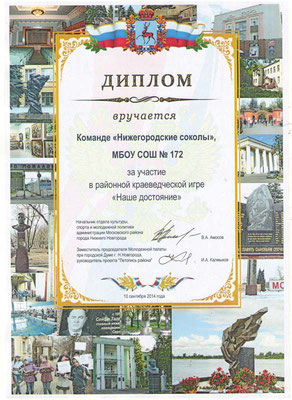 ДИПЛОМ
вручается
Команде «Нижегородские соколы»,
МБОУ СОШ № 172
за участие
в районной краеведческой игре
«Наше достояние»
Начальник отдела культуры,
спорта и молодежной политики
администрации Московского района
города Нижнего Новгорода
В.А. Амосов
Заместитель председателя Молодежной палаты
при городской Думе г. Н.Новгорода,
руководитель проекта "Летопись района"
И.А. Калмыков
10 сентября 2014 года